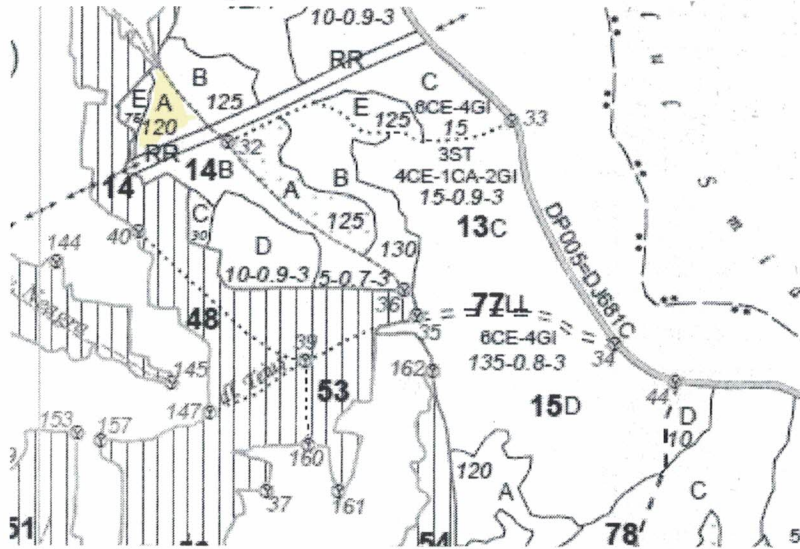 10-0.9-3
RR
B
C
E
A
125
75
120
6CE-4GI
E
125
15
33
RR
32
3ST
4CE-1CA-2GI
14
14B
A
B
15-0.9-3
C
125
13C
30
40
D
130
10-0.9-3
5-0.7-3
144
36
DP005=DJ681C
77LL
48
35
6CE-4GI
39
34
135-0.8-3
145
162
53
44
147
15D
D
153
157
10
160
120
A
C
37
161
51
54
78
5